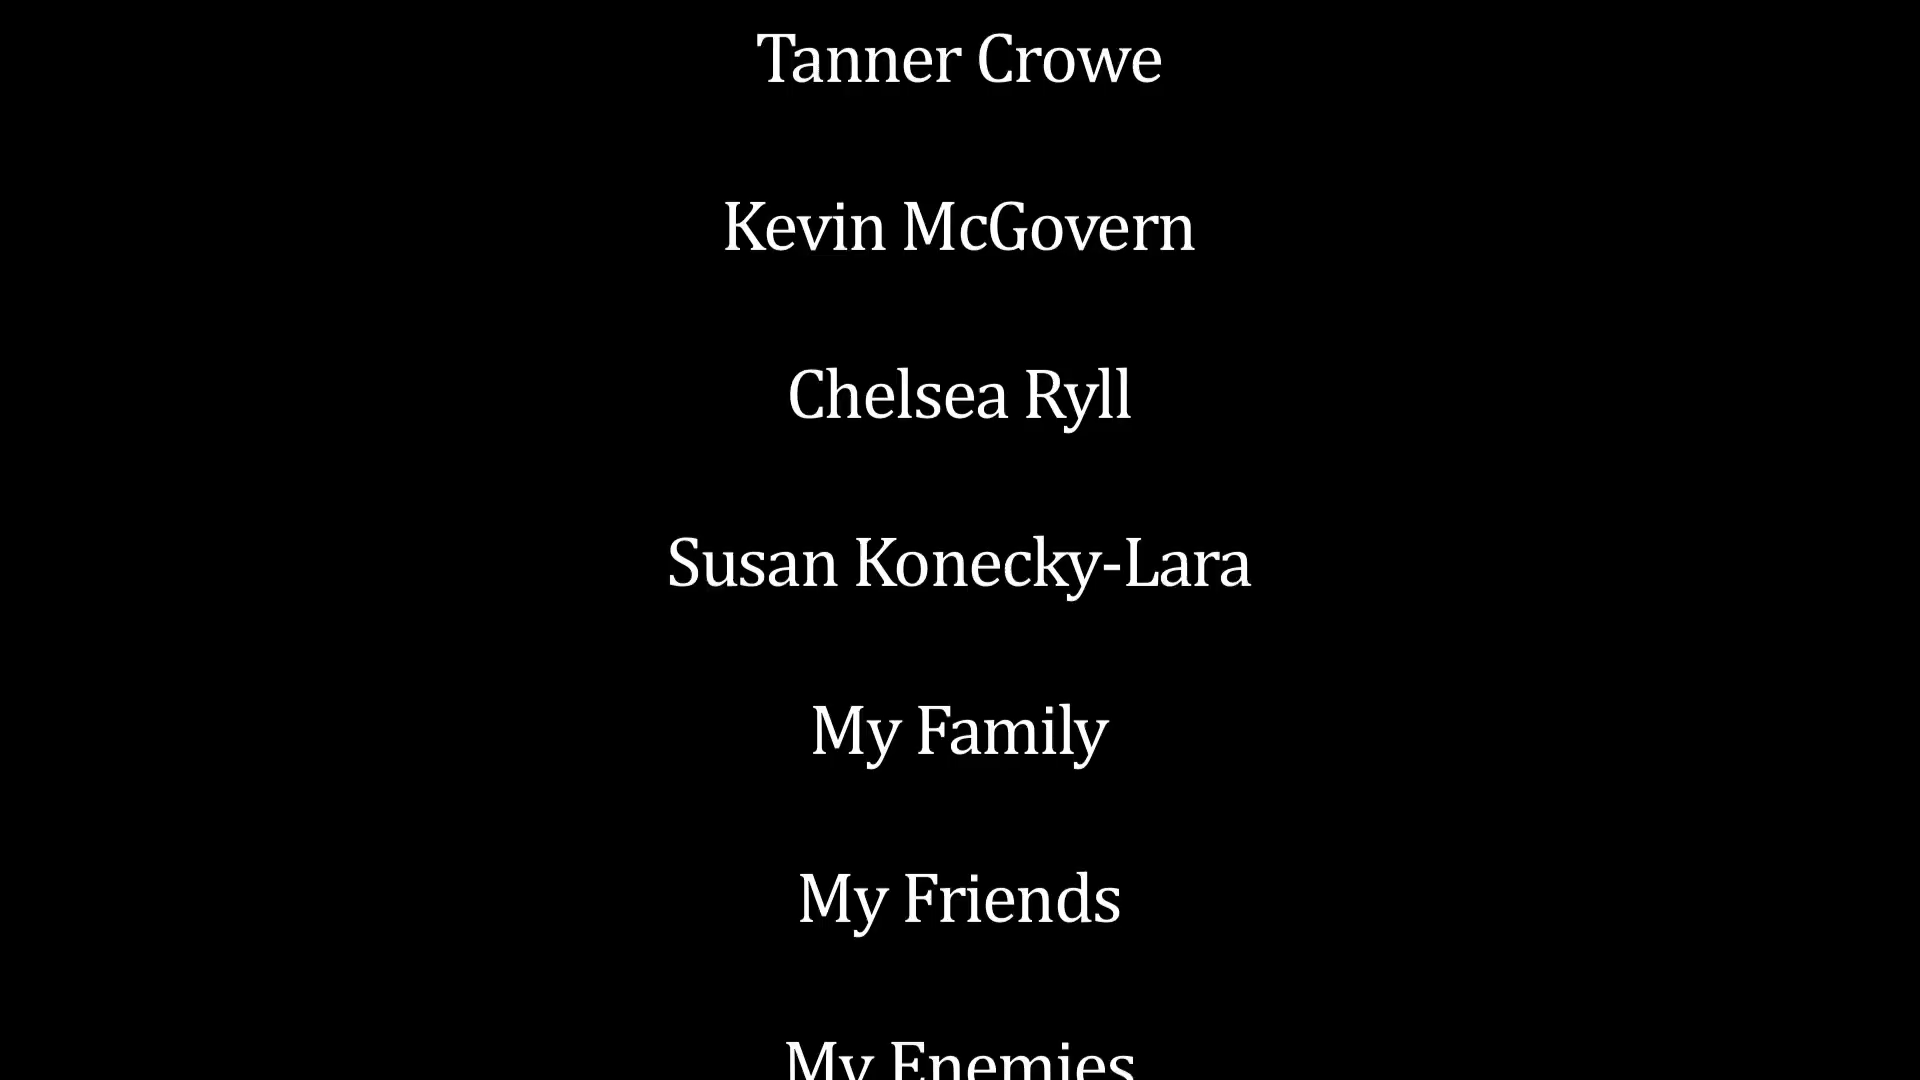 Tanner Crowe
Kevin McGovern
Chelsea Ryll
Susan Konecky-Lara
My Family
My Friends
My Enemies